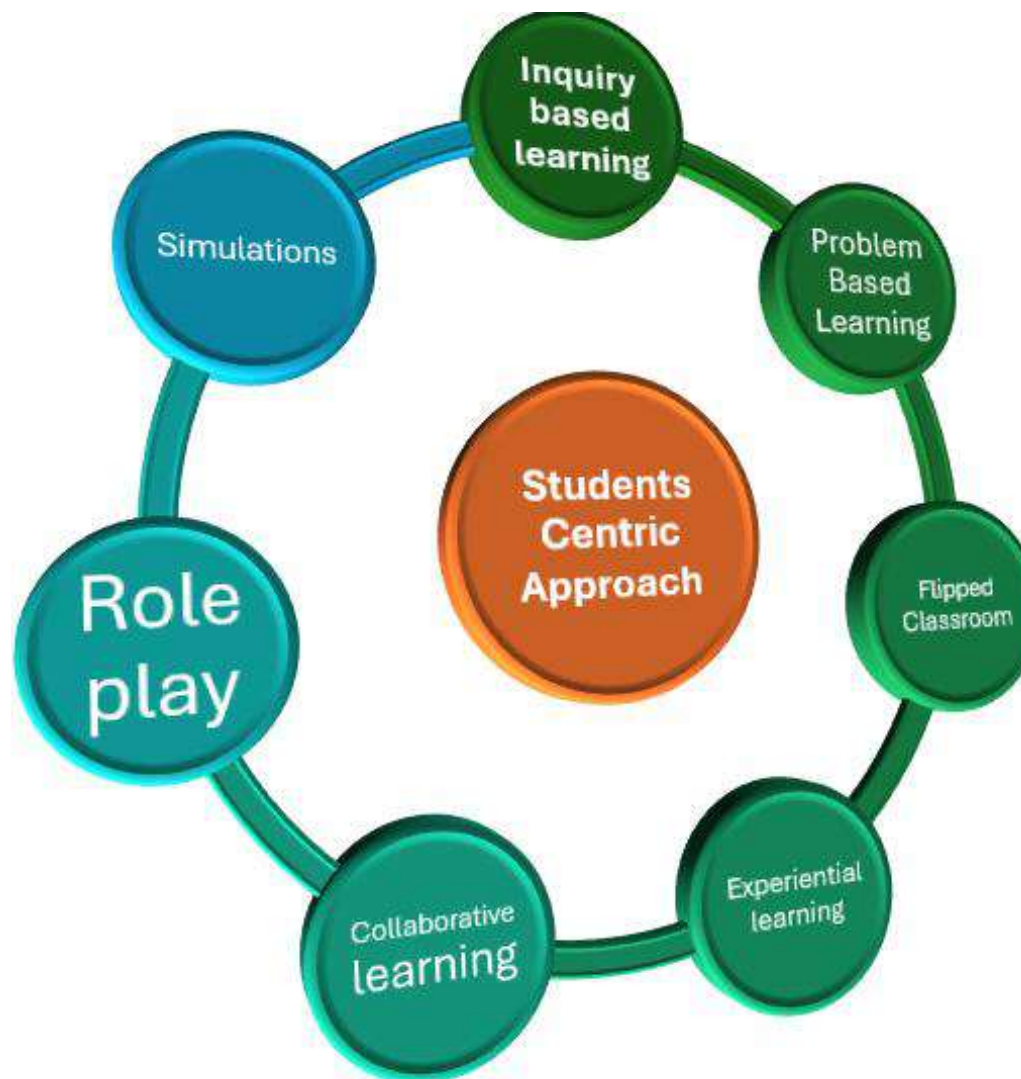 Inquiry
based
learning
Simulations
Problem
Based
Learning
Students
Centric
Approach
Flipped
Classroom
Role
play
Experiential
learning
Collaborative
learning